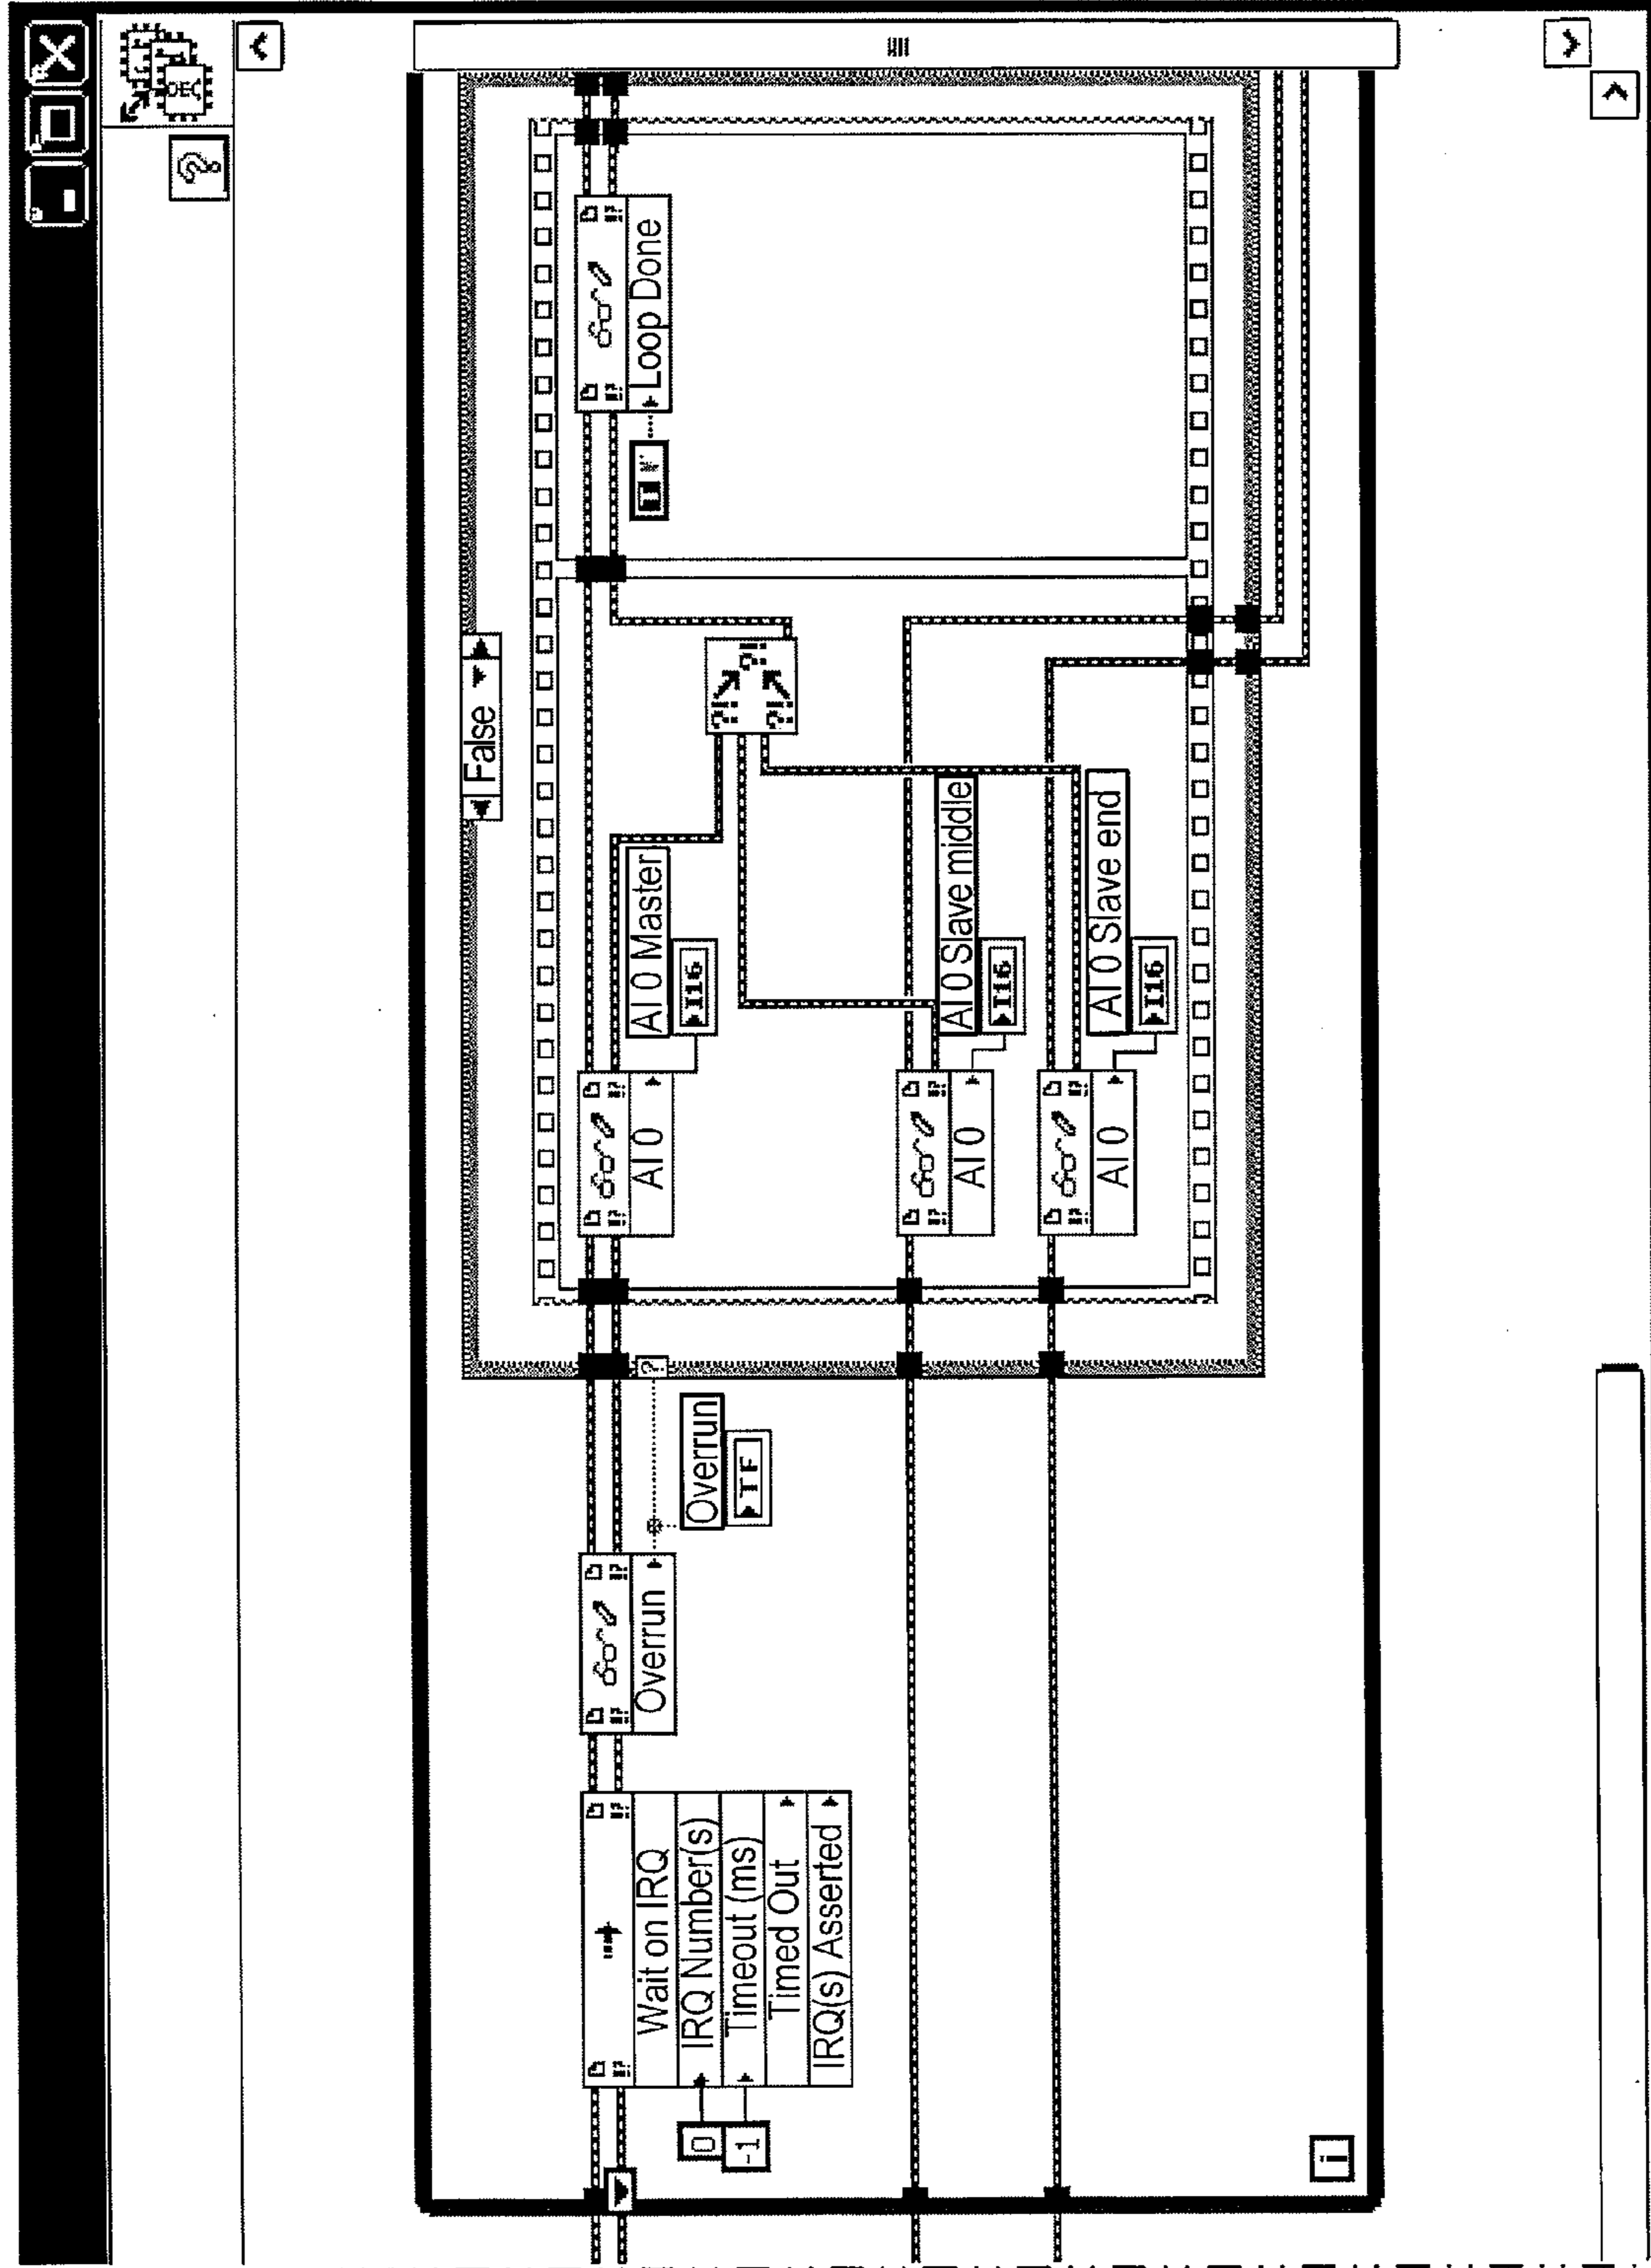 DEC
?
False
0
-1
Wait on IRQ
IRQ Number(s)
Timeout (ms)
Timed Out
IRQ(s) Asserted
Overrun
Overrun
TF
?
AI 0
AI 0 Master
I16
AI 0
AI 0 Slave middle
I16
AI 0
AI 0 Slave end
I16
Loop Done
T
i